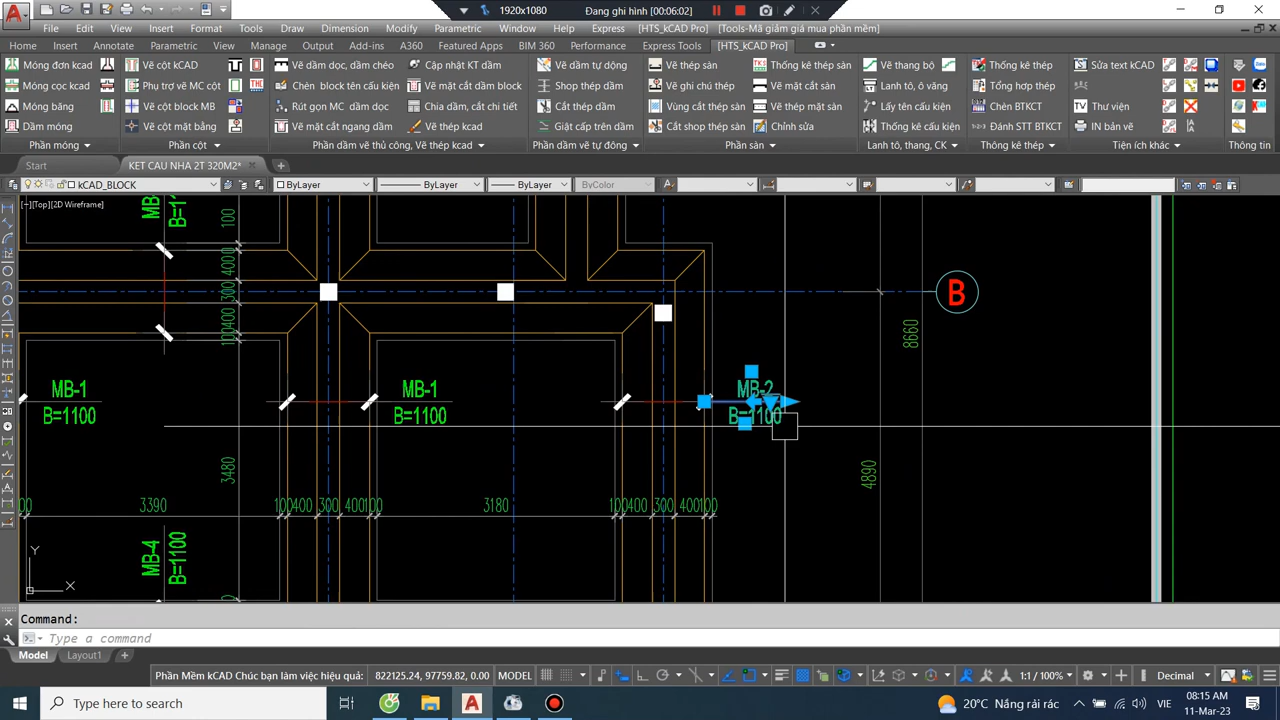 1920x1080
Đang ghi hình [00:06:02]
File Edit View Insert Format Tools Draw Dimension Modify Parametric Window Help Express [HTS_kCAD Pro] [Tools-Mã giảm giá mua phần mềm]
Home Insert Annotate Parametric View Manage Output Add-ins A360 Featured Apps BIM 360 Performance Express Tools [HTS_kCAD Pro]
Móng đơn kcad Vẽ cột kCAD Vẽ dầm dọc, dầm chéo Cập nhật KT dầm Vẽ dầm tự động Vẽ thép sàn Thống kê thép sàn Vẽ thang bộ Thống kê thép Sửa text kCAD
Móng cọc kcad Phụ trợ vẽ MC cột Chèn block tên cấu kiện Vẽ mặt cắt dầm block Shop thép dầm Vẽ ghi chú thép Vẽ mặt cắt sàn Lanh tô, ô văng Tổng hợp thép
Móng băng Vẽ cột block MB Rút gọn MC dầm dọc Chia dầm, cắt chi tiết Cắt thép dầm Vùng cắt thép sàn Vẽ thép mặt sàn Lấy tên cấu kiện Chèn BTKCT TV Thư viện
Dầm móng Vẽ cột mặt bằng Vẽ mặt cắt ngang dầm Vẽ thép kcad Giật cấp trên dầm Cắt shop thép sàn Chỉnh sửa Thống kê cấu kiện Đánh STT BTKCT IN bản vẽ
Phần móng Phần cột Phần dầm vẽ thủ công, Vẽ thép kcad Phần dầm vẽ tự động Phần sàn Lanh tô, thang, CK Thống kê thép Tiện ích khác Thông tin
Start KET CAU NHA 2T 320M2*
kCAD_BLOCK ByLayer ByLayer ByLayer ByColor
[−][Top][2D Wireframe]
MB
B=1
100
400
300
100400
B
8660
MB-1
B=1100
MB-1
B=1100
MB-2
B=1100
3480
4890
00 3390 100400 300 400100 3180 100400 300 400100
MB-4
B=1100
Y
X
Command:
Type a command
Model Layout1
Phần Mềm kCAD Chúc bạn làm việc hiệu quả: 822125.24, 97759.82, 0.00 MODEL 1:1 / 100% Decimal
Type here to search
20°C Nắng rải rác
VIE
08:15 AM
11-Mar-23